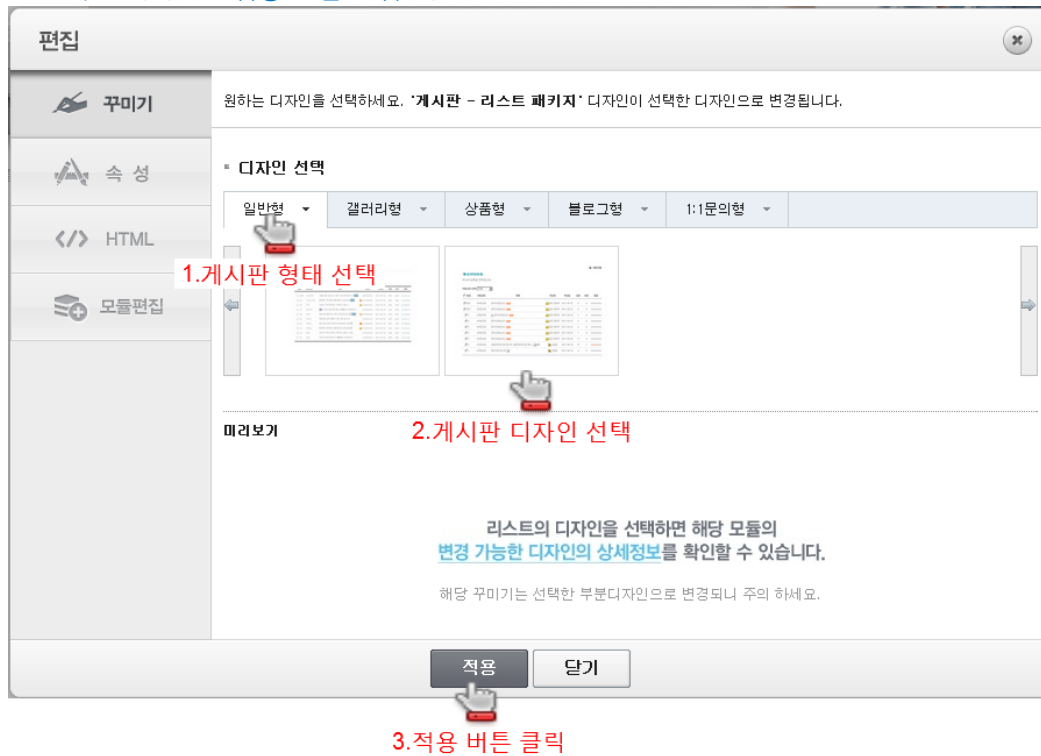 편집
꾸미기
원하는 디자인을 선택하세요. '게시판 - 리스트 패키지' 디자인이 선택한 디자인으로 변경됩니다.
속 성
디자인 선택
일반형 갤러리형 상품형 블로그형 1:1문의형
</> HTML
1.게시판 형태 선택
모듈편집
2.게시판 디자인 선택
미리보기
리스트의 디자인을 선택하면 해당 모듈의
변경 가능한 디자인의 상세정보를 확인할 수 있습니다.
해당 꾸미기는 선택한 부분디자인으로 변경되니 주의 하세요.
적용 닫기
3.적용 버튼 클릭